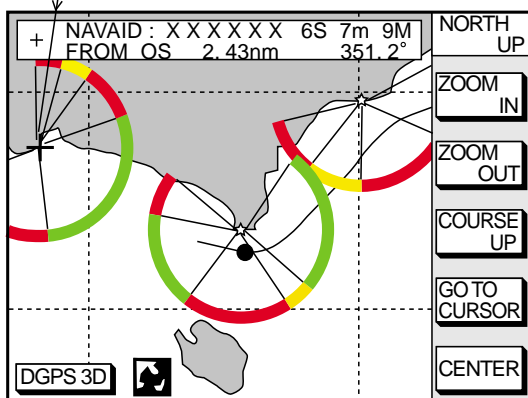 NAVAID : X X X X X X 6S 7m 9M
FROM OS 2. 43nm 351. 2°
NORTH
UP
ZOOM
IN
ZOOM
OUT
COURSE
UP
GO TO
CURSOR
CENTER
DGPS 3D